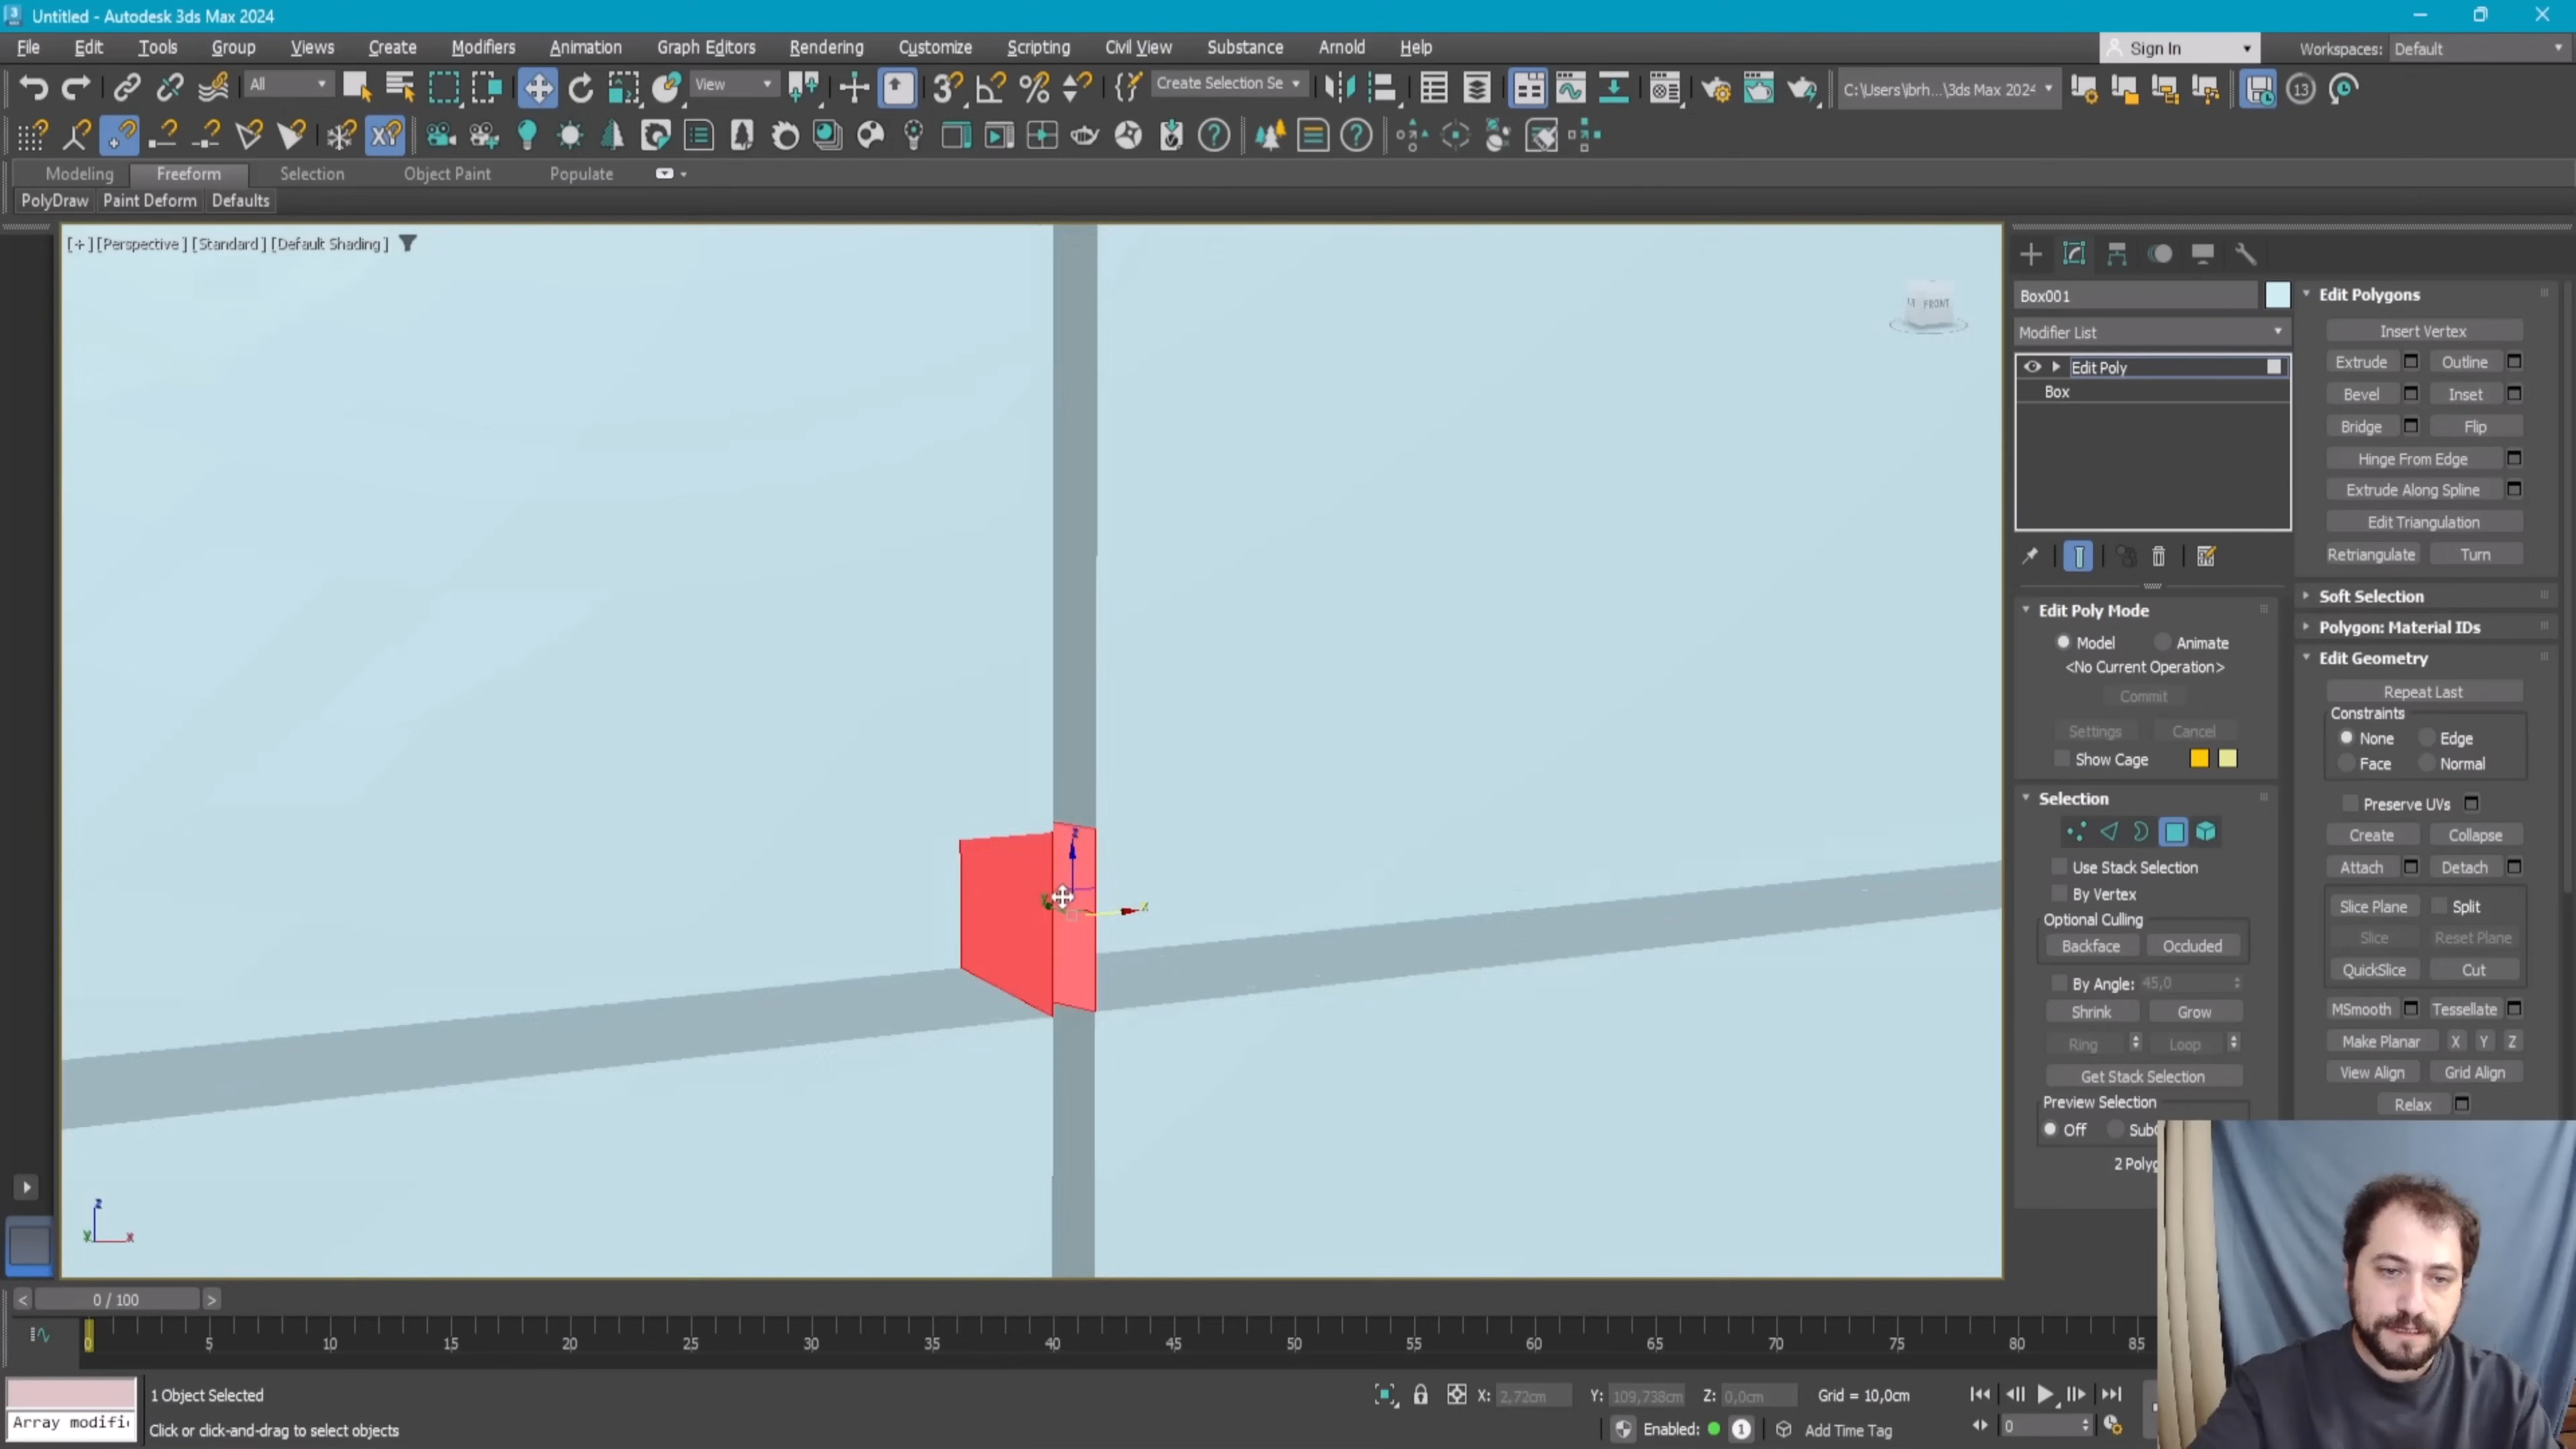 Untitled - Autodesk 3ds Max 2024
File Edit Tools Group Views Create Modifiers Animation Graph Editors Rendering Customize Scripting Civil View Substance Arnold Help Sign In Workspaces: Default
All View Create Selection Se C:\Users\brh...\3ds Max 2024 13
Modeling Freeform Selection Object Paint Populate
PolyDraw Paint Deform Defaults
[+] [Perspective] [Standard] [Default Shading]
FRONT
Box001
Modifier List
Edit Poly
Box
Edit Poly Mode
Model Animate
<No Current Operation>
Commit
Settings Cancel
Show Cage
Selection
Use Stack Selection
By Vertex
Optional Culling
Backface Occluded
By Angle: 45,0
Shrink Grow
Ring Loop
Get Stack Selection
Preview Selection
Off
Edit Polygons
Insert Vertex
Extrude Outline
Bevel Inset
Bridge Flip
Hinge From Edge
Extrude Along Spline
Edit Triangulation
Retriangulate Turn
Soft Selection
Polygon: Material IDs
Edit Geometry
Repeat Last
Constraints
None Edge
Face Normal
Preserve UVs
Create Collapse
Attach Detach
Slice Plane Split
Slice Reset Plane
QuickSlice Cut
MSmooth Tessellate
Make Planar X Y Z
View Align Grid Align
Relax
z
y x
< 0 / 100 >
0 5 10 15 20 25 30 35 40 45 50 55 60 65 70 75 80 85
1 Object Selected X: 2,72cm Y: 109,738cm Z: 0,0cm Grid = 10,0cm
Array modifi
Click or click-and-drag to select objects Enabled: 1 Add Time Tag 0